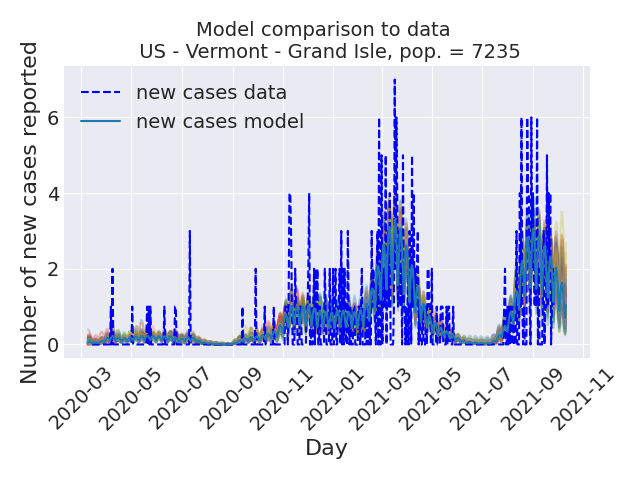 Model comparison to data
US - Vermont - Grand Isle, pop. = 7235
Number of new cases reported
new cases data
new cases model
6
4
2
0
2020-03
2020-05
2020-07
2020-09
2020-11
2021-01
2021-03
2021-05
2021-07
2021-09
2021-11
Day